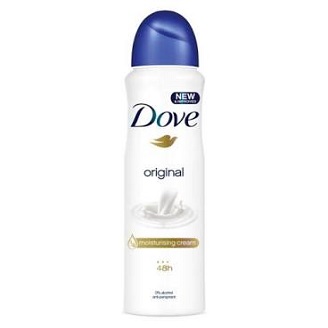 NEW
& IMPROVED
Dove
original
moisturising cream
48h
0% alcohol
antiperspirant